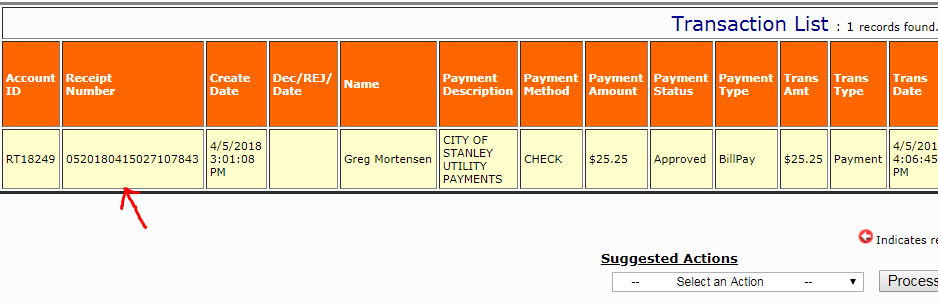 Transaction List : 1 records found.
Account ID Receipt Number Create Date Dec/REJ/ Date Name Payment Description Payment Method Payment Amount Payment Status Payment Type Trans Amt Trans Type Trans Date
RT18249 0520180415027107843 4/5/2018 3:01:08 PM Greg Mortensen CITY OF STANLEY UTILITY PAYMENTS CHECK $25.25 Approved BillPay $25.25 Payment 4/5/201 4:06:45 PM
Indicates re
Suggested Actions
-- Select an Action -- Process